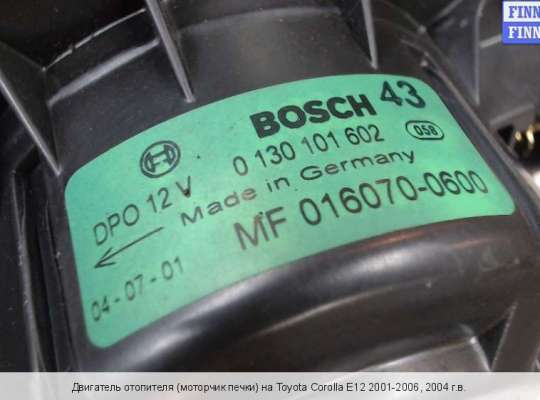 FINN
FINN
BOSCH 43
0 130 101 602
058
DPO 12 V
Made in Germany
MF 016070-0600
04-07-01
Двигатель отопителя (моторчик печки) на Toyota Corolla E12 2001-2006, 2004 г.в.